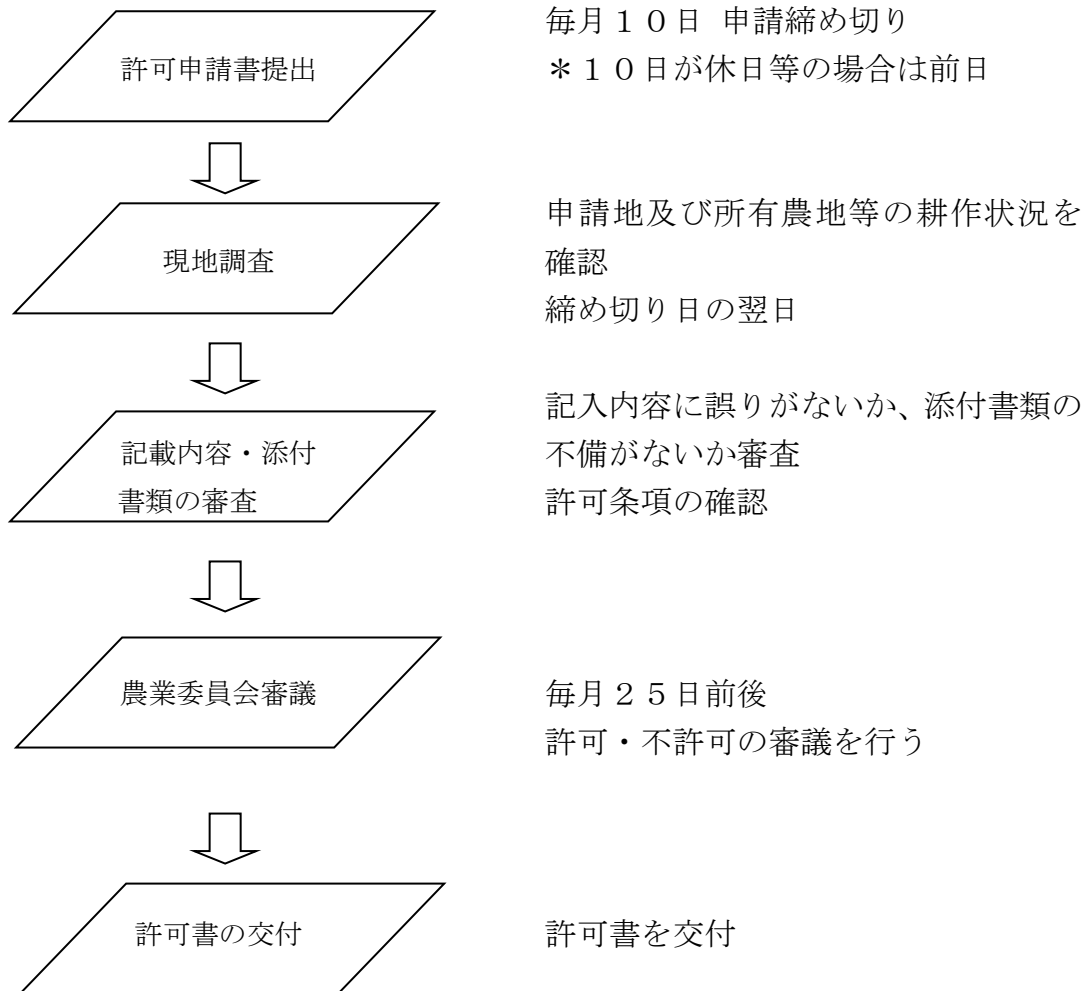 許可申請書提出
毎月１０日 申請締め切り
＊１０日が休日等の場合は前日
現地調査
申請地及び所有農地等の耕作状況を
確認
締め切り日の翌日
記載内容・添付
書類の審査
記入内容に誤りがないか、添付書類の
不備がないか審査
許可条項の確認
農業委員会審議
毎月２５日前後
許可・不許可の審議を行う
許可書の交付
許可書を交付